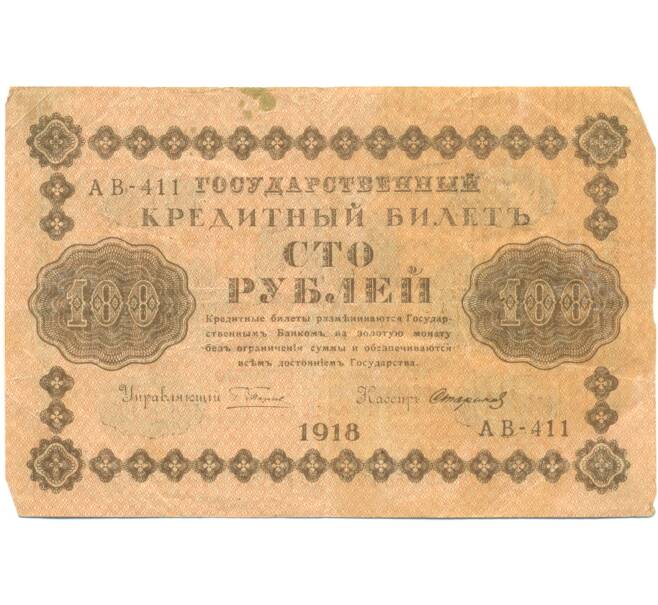 АВ-411 ГОСУДАРСТВЕННЫЙ
КРЕДИТНЫЙ БИЛЕТЪ
СТО
100 РУБЛЕЙ 100
Кредитные билеты размѣниваются Государ-
ственнымъ Банкомъ на золотую монету
безъ ограниченія суммы и обезпечиваются
всѣмъ достояніемъ Государства.
Управляющій Кассиръ Стариков
1918 АВ-411